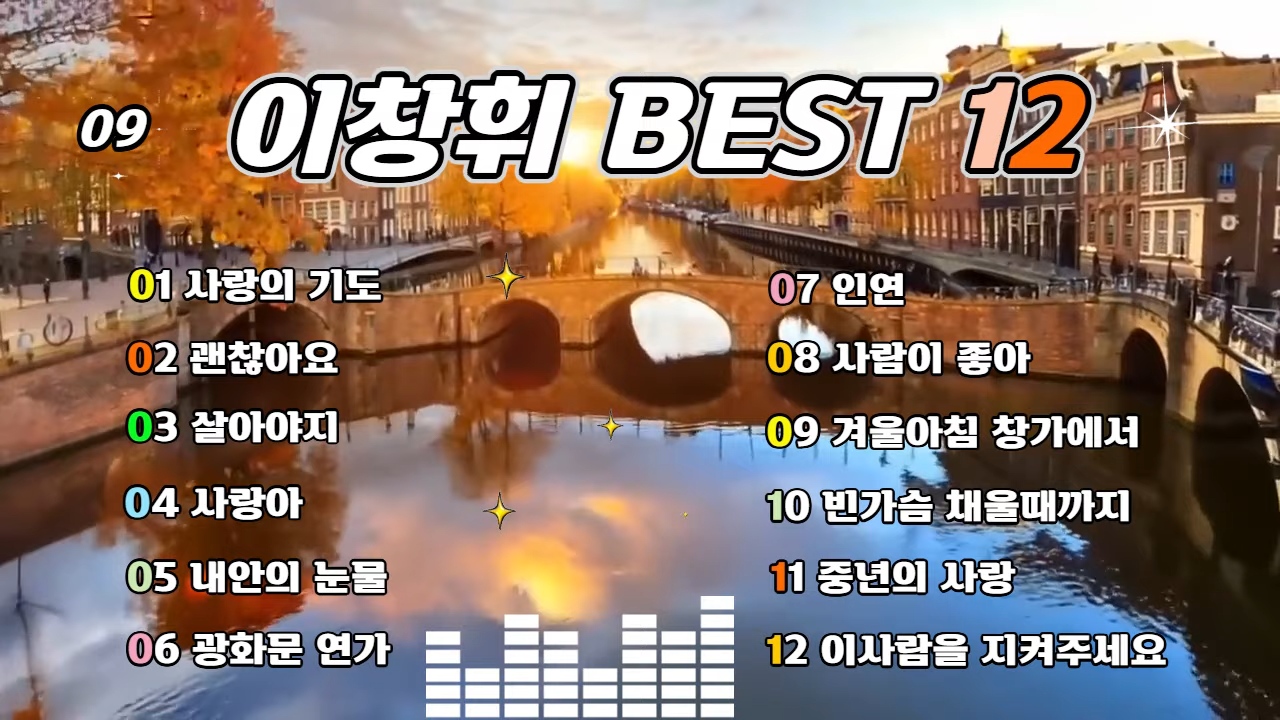 09
이창휘 BEST 12
01 사랑의 기도
02 괜찮아요
03 살아야지
04 사랑아
05 내안의 눈물
06 광화문 연가
07 인연
08 사람이 좋아
09 겨울아침 창가에서
10 빈가슴 채울때까지
11 중년의 사랑
12 이사람을 지켜주세요